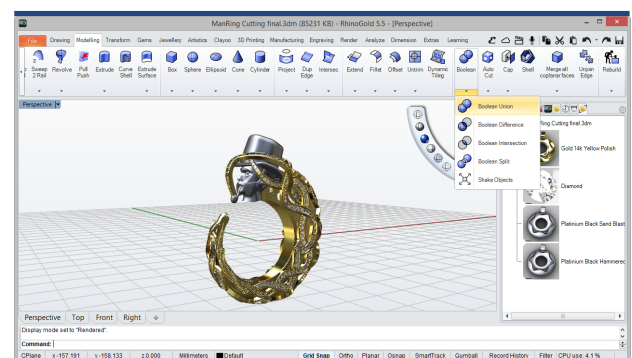 ManRing Cutting final.3dm (85231 KB) - RhinoGold 5.5 - [Perspective]
File Drawing Modelling Transform Gems Jewellery Artistics Clayoo 3D Printing Manufacturing Engraving Render Analyze Dimension Extras Learning
Sweep 2 Rail Revolve Pull Push Extrude Curve Shell Extrude Surface Box Sphere Ellipsoid Cone Cylinder Project Dup Edge Intersec Extend Fillet Offset Untrim Dynamic Tiling Boolean Auto Cut Cap Shell Merge all coplanar faces Unjoin Edge Rebuild
Perspective
Boolean Union
Boolean Difference
Boolean Intersection
Boolean Split
Shake Objects
Ring Cutting final.3dm
Gold 14k Yellow Polish
Diamond
Platinium Black Sand Blast
Platinium Black Hammered
Perspective Top Front Right
Display mode set to "Rendered".
Command:
CPlane x -157.191 y -158.133 z 0.000 Millimeters Default Grid Snap Ortho Planar Osnap SmartTrack Gumball Record History Filter CPU use: 4.1 %